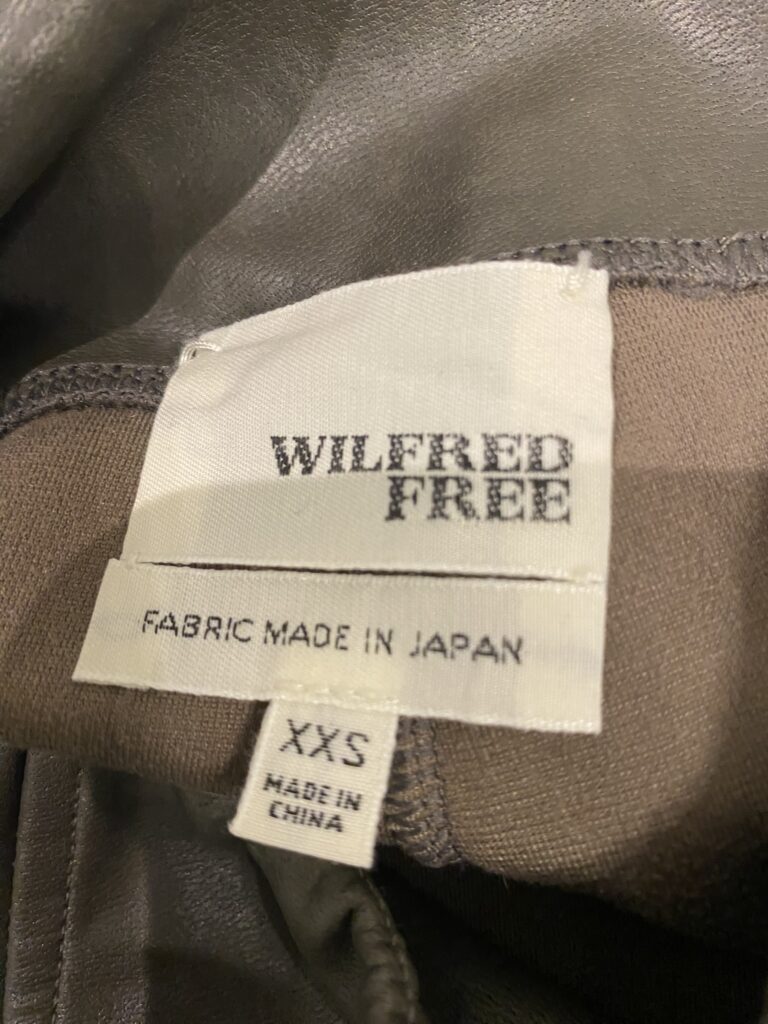 WILFRED
FREE
FABRIC MADE IN JAPAN
XXS
MADE IN
CHINA